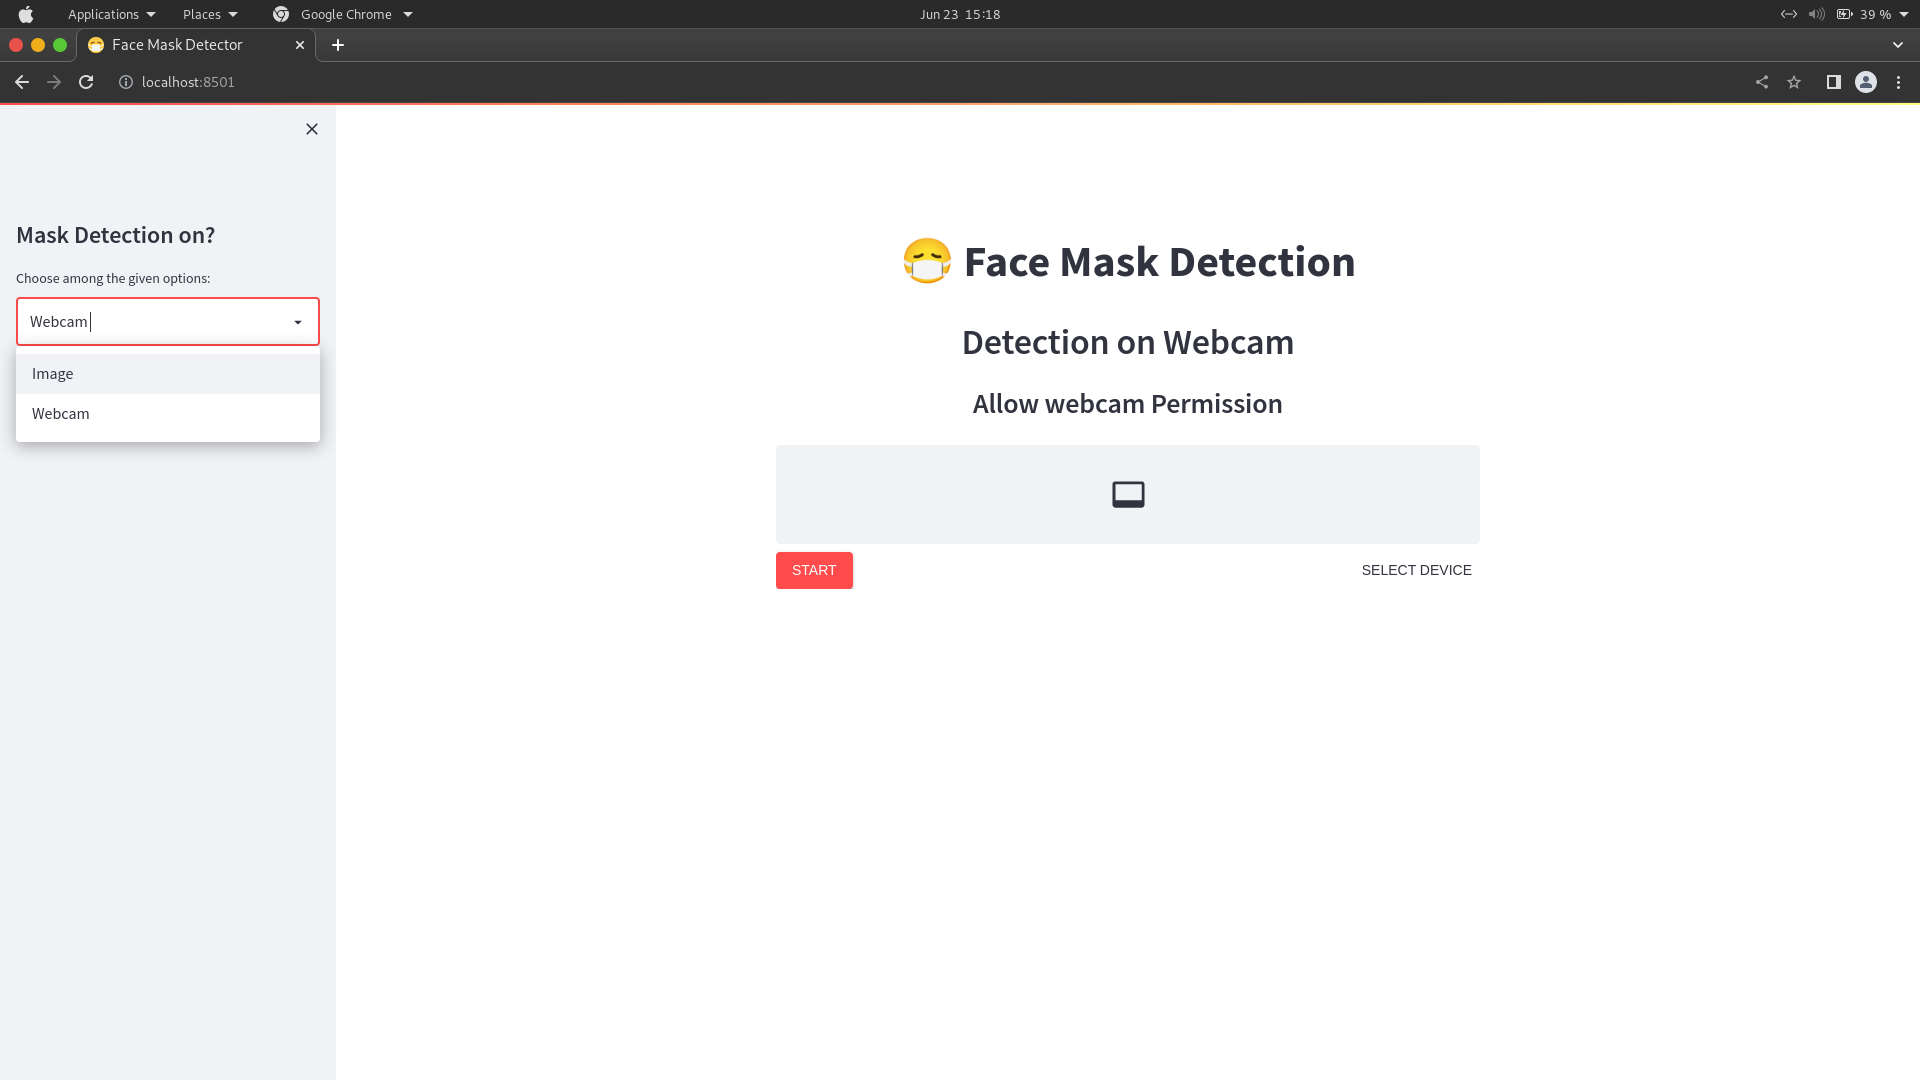 Applications Places Google Chrome Jun 23 15:18 39 %
Face Mask Detector
localhost:8501
Mask Detection on?
Choose among the given options:
Webcam
Image
Webcam
Face Mask Detection
Detection on Webcam
Allow webcam Permission
START SELECT DEVICE